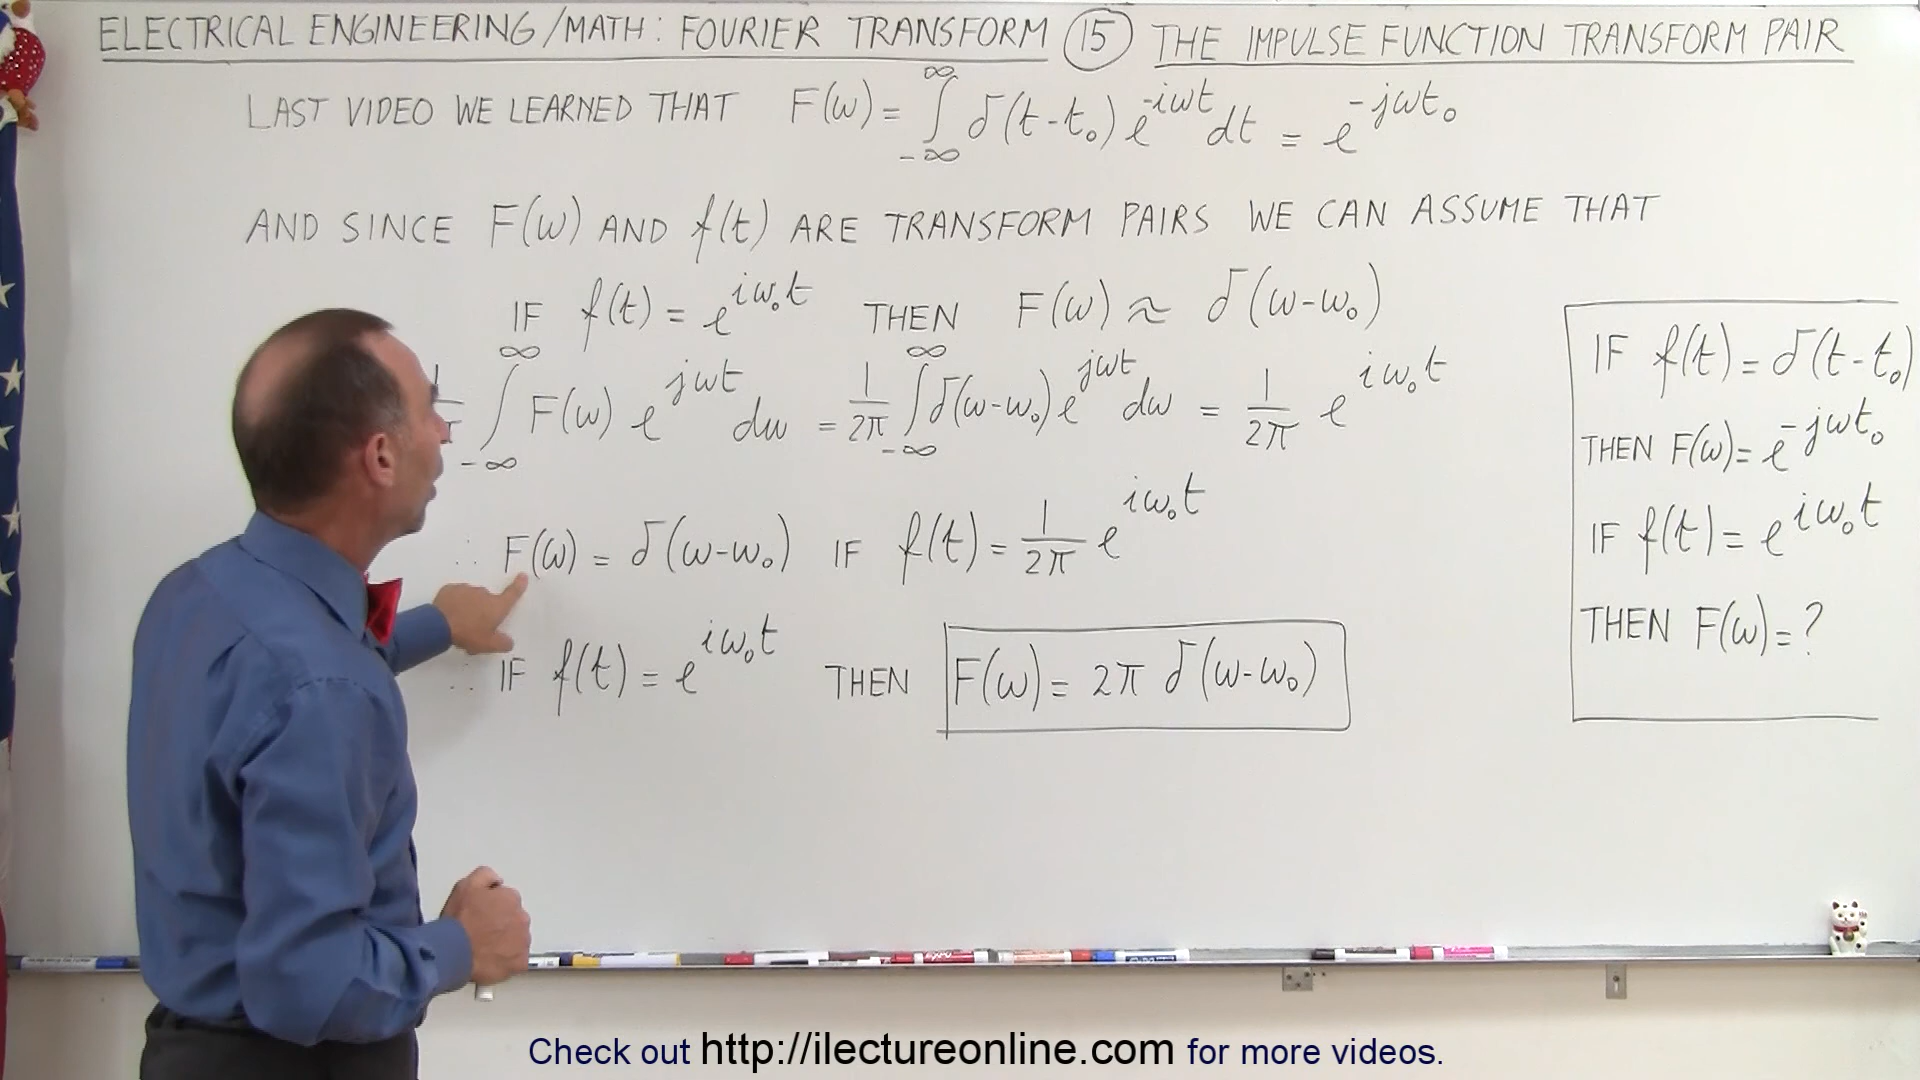 ELECTRICAL ENGINEERING/MATH: FOURIER TRANSFORM 15 THE IMPULSE FUNCTION TRANSFORM PAIR
LAST VIDEO WE LEARNED THAT F(ω) = ∫_{-∞}^{∞} δ(t-t₀) e^{-iωt} dt = e^{-jωt₀}
AND SINCE F(ω) AND f(t) ARE TRANSFORM PAIRS WE CAN ASSUME THAT
IF f(t) = e^{iω₀t} THEN F(ω) ≈ δ(ω-ω₀)
∫_{-∞}^{∞} F(ω) e^{jωt} dω = 1/2π ∫_{-∞}^{∞} δ(ω-ω₀) e^{jωt} dω = 1/2π e^{iω₀t}
∴ F(ω) = δ(ω-ω₀) IF f(t) = 1/2π e^{iω₀t}
∴ IF f(t) = e^{iω₀t} THEN F(ω) = 2π δ(ω-ω₀)
IF f(t) = δ(t-t₀)
THEN F(ω) = e^{-jωt₀}
IF f(t) = e^{iω₀t}
THEN F(ω) = ?
Check out http://ilectureonline.com for more videos.